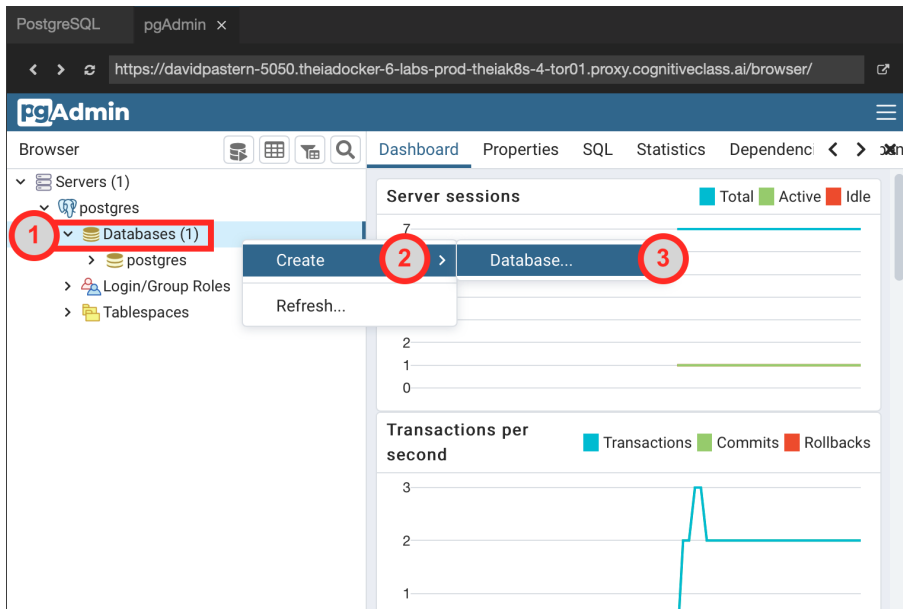 PostgreSQL
pgAdmin ×
https://davidpastern-5050.theiadocker-6-labs-prod-theiak8s-4-tor01.proxy.cognitiveclass.ai/browser/
pgAdmin
Browser
Dashboard Properties SQL Statistics Dependenci
Servers (1)
postgres
1
Databases (1)
postgres
Login/Group Roles
Tablespaces
Create
2
Database...
3
Refresh...
Server sessions
Total Active Idle
7
2
1
0
Transactions per
second
Transactions Commits Rollbacks
3
2
1